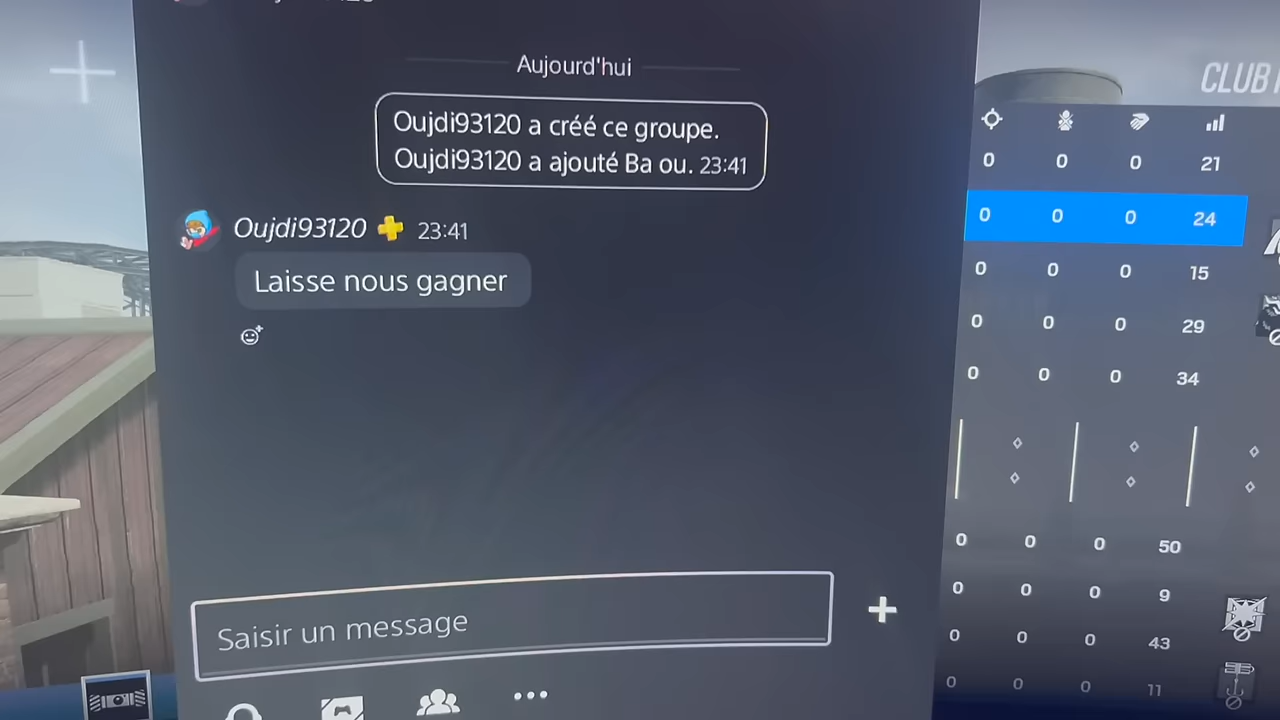 Aujourd'hui
Oujdi93120 a créé ce groupe.
Oujdi93120 a ajouté Ba ou. 23:41
Oujdi93120 23:41
Laisse nous gagner
Saisir un message
CLUB
0 0 0 21
0 0 0 24
0 0 0 15
0 0 0 29
0 0 0 34
0 0 0 50
0 0 0 9
0 0 0 43
0 0 0 11